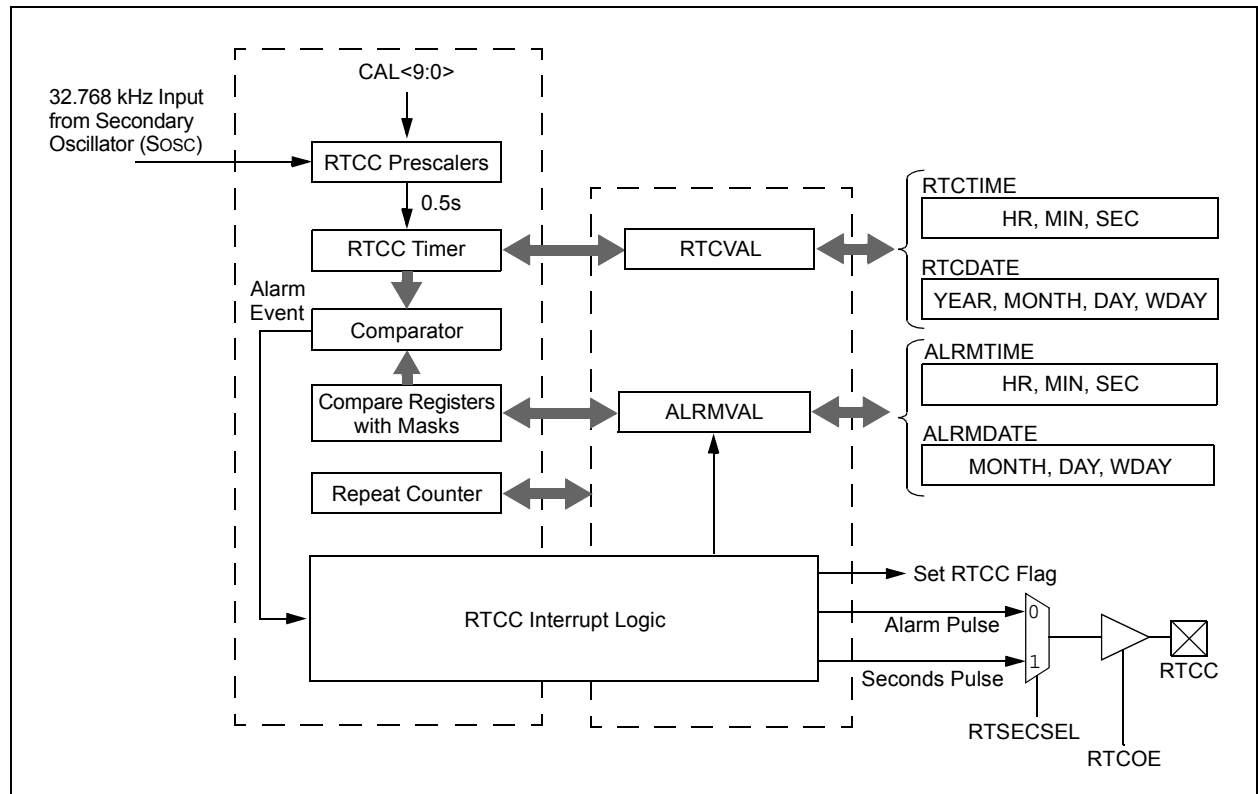 CAL<9:0>
32.768 kHz Input
from Secondary
Oscillator (SOSC)
RTCC Prescalers
0.5s
RTCC Timer
RTCVAL
RTCTIME
HR, MIN, SEC
RTCDATE
YEAR, MONTH, DAY, WDAY
Alarm
Event
Comparator
Compare Registers
with Masks
ALRMVAL
ALRMTIME
HR, MIN, SEC
ALRMDATE
MONTH, DAY, WDAY
Repeat Counter
RTCC Interrupt Logic
Set RTCC Flag
Alarm Pulse
0
Seconds Pulse
1
RTCC
RTSECSEL
RTCOE